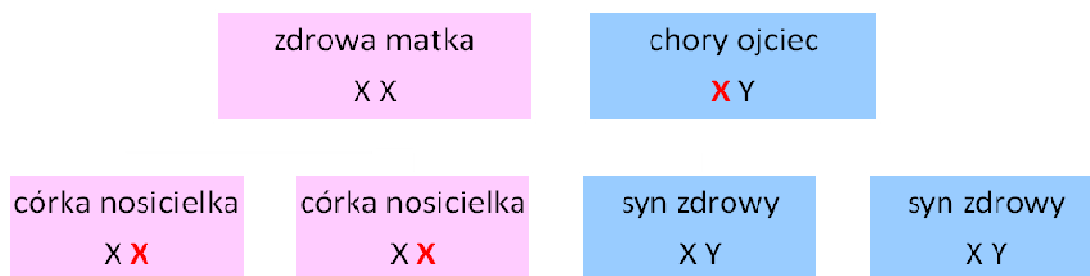 zdrowa matka
X X
chory ojciec
X Y
córka nosicielka
X X
córka nosicielka
X X
syn zdrowy
X Y
syn zdrowy
X Y